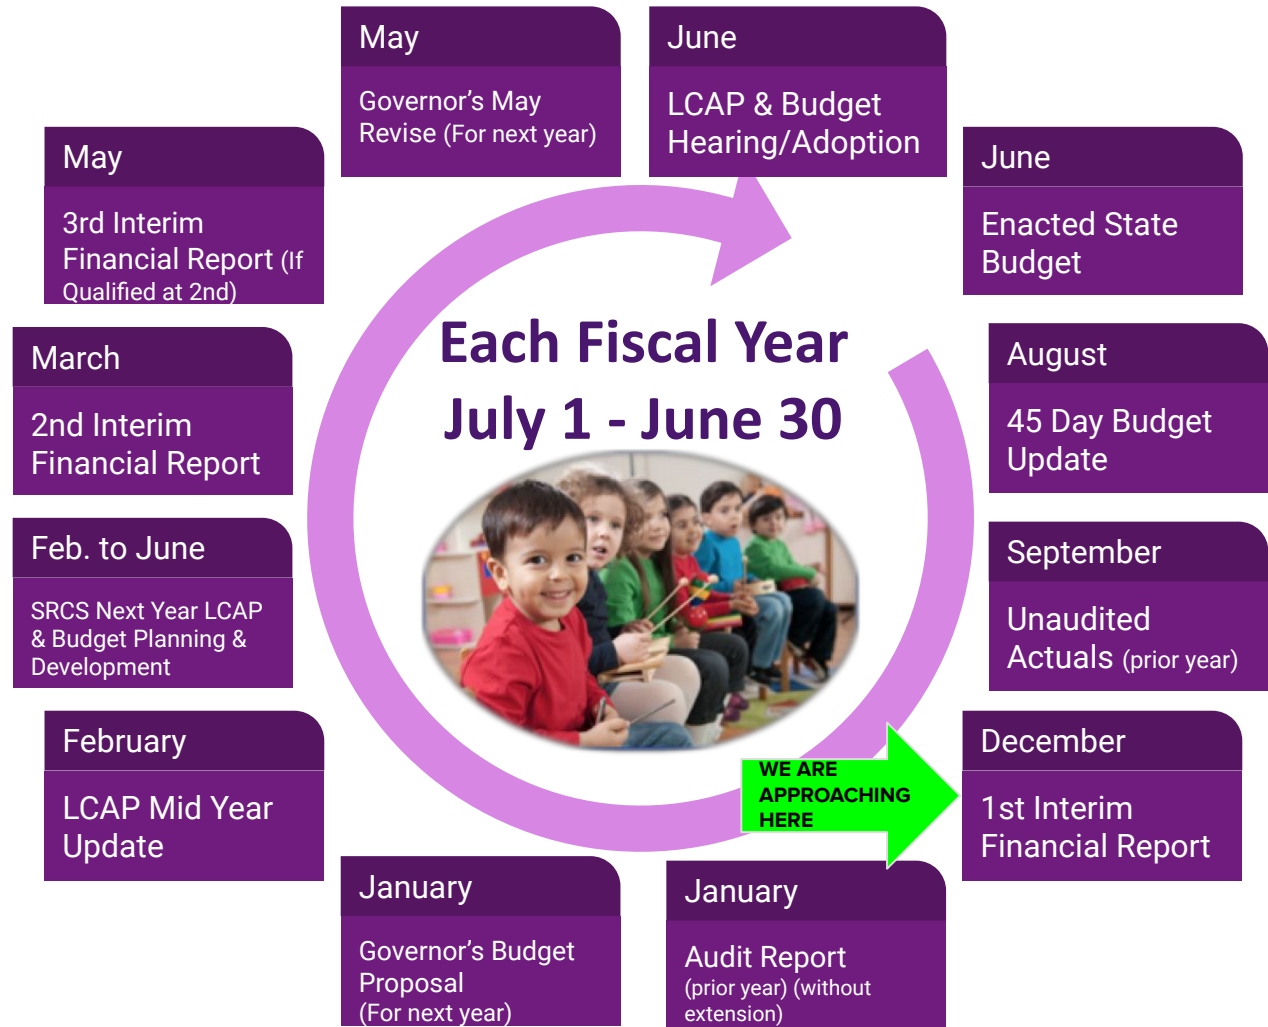 May
Governor's May
Revise (For next year)
June
LCAP & Budget
Hearing/Adoption
June
Enacted State
Budget
August
45 Day Budget
Update
September
Unaudited
Actuals (prior year)
December
1st Interim
Financial Report
January
Audit Report
(prior year) (without
extension)
January
Governor's Budget
Proposal
(For next year)
February
LCAP Mid Year
Update
Feb. to June
SRCS Next Year LCAP
& Budget Planning &
Development
March
2nd Interim
Financial Report
May
3rd Interim
Financial Report (If
Qualified at 2nd)
Each Fiscal Year
July 1 - June 30
WE ARE
APPROACHING
HERE